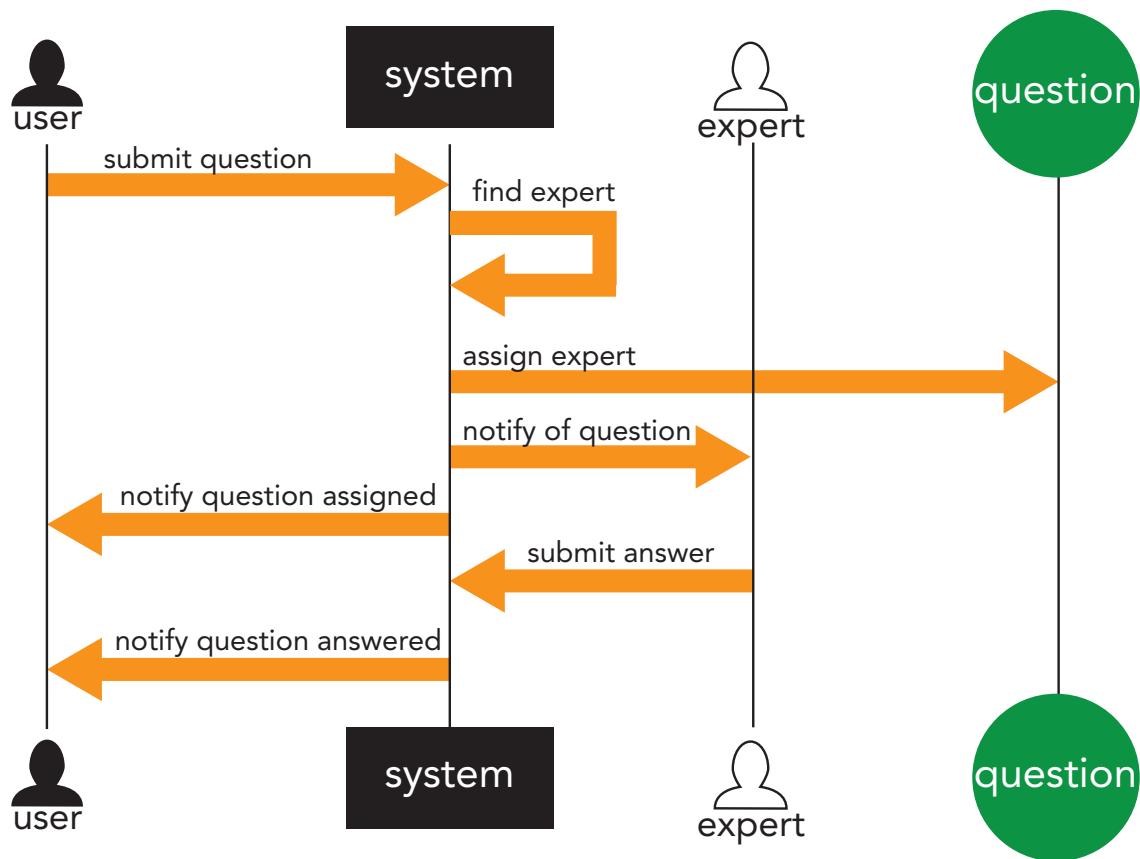 user
system
expert
question
submit question
find expert
assign expert
notify of question
notify question assigned
submit answer
notify question answered
user
system
expert
question